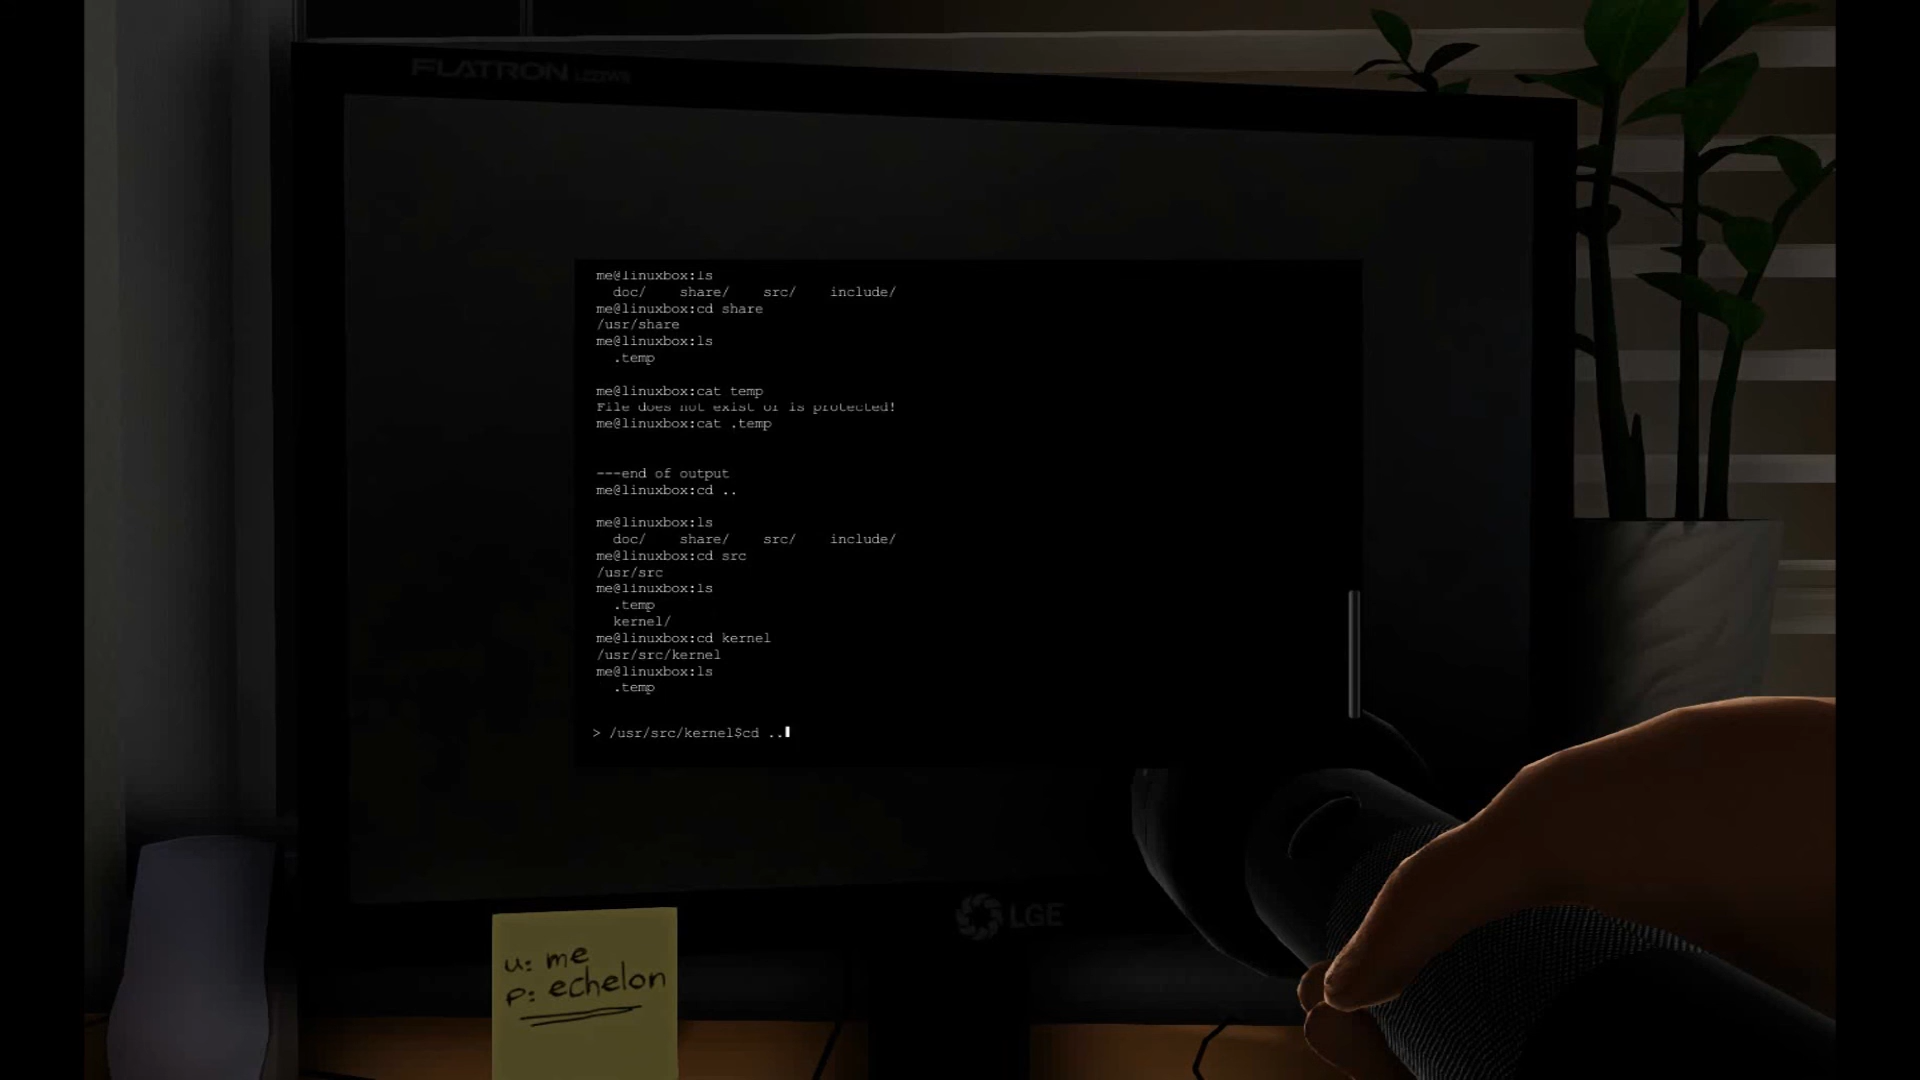 FLATRON
me@linuxbox:ls
doc/ share/ src/ include/
me@linuxbox:cd share
/usr/share
me@linuxbox:ls
.temp
me@linuxbox:cat temp
File does not exist or is protected!
me@linuxbox:cat .temp
---end of output
me@linuxbox:cd ..
me@linuxbox:ls
doc/ share/ src/ include/
me@linuxbox:cd src
/usr/src
me@linuxbox:ls
.temp
kernel/
me@linuxbox:cd kernel
/usr/src/kernel
me@linuxbox:ls
.temp
> /usr/src/kernel$cd ..
LGE
u: me
p: echelon